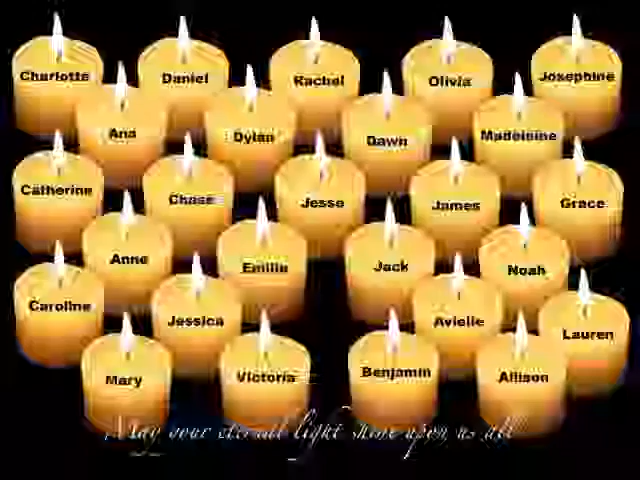 Charlotte Daniel Rachel Olivia Josephine
Ana Dylan Dawn Madeleine
Catherine Chase Jesse James Grace
Anne Emilie Jack Noah
Caroline Jessica Avielle Lauren
Mary Victoria Benjamin Allison
May your eternal light shine upon us all